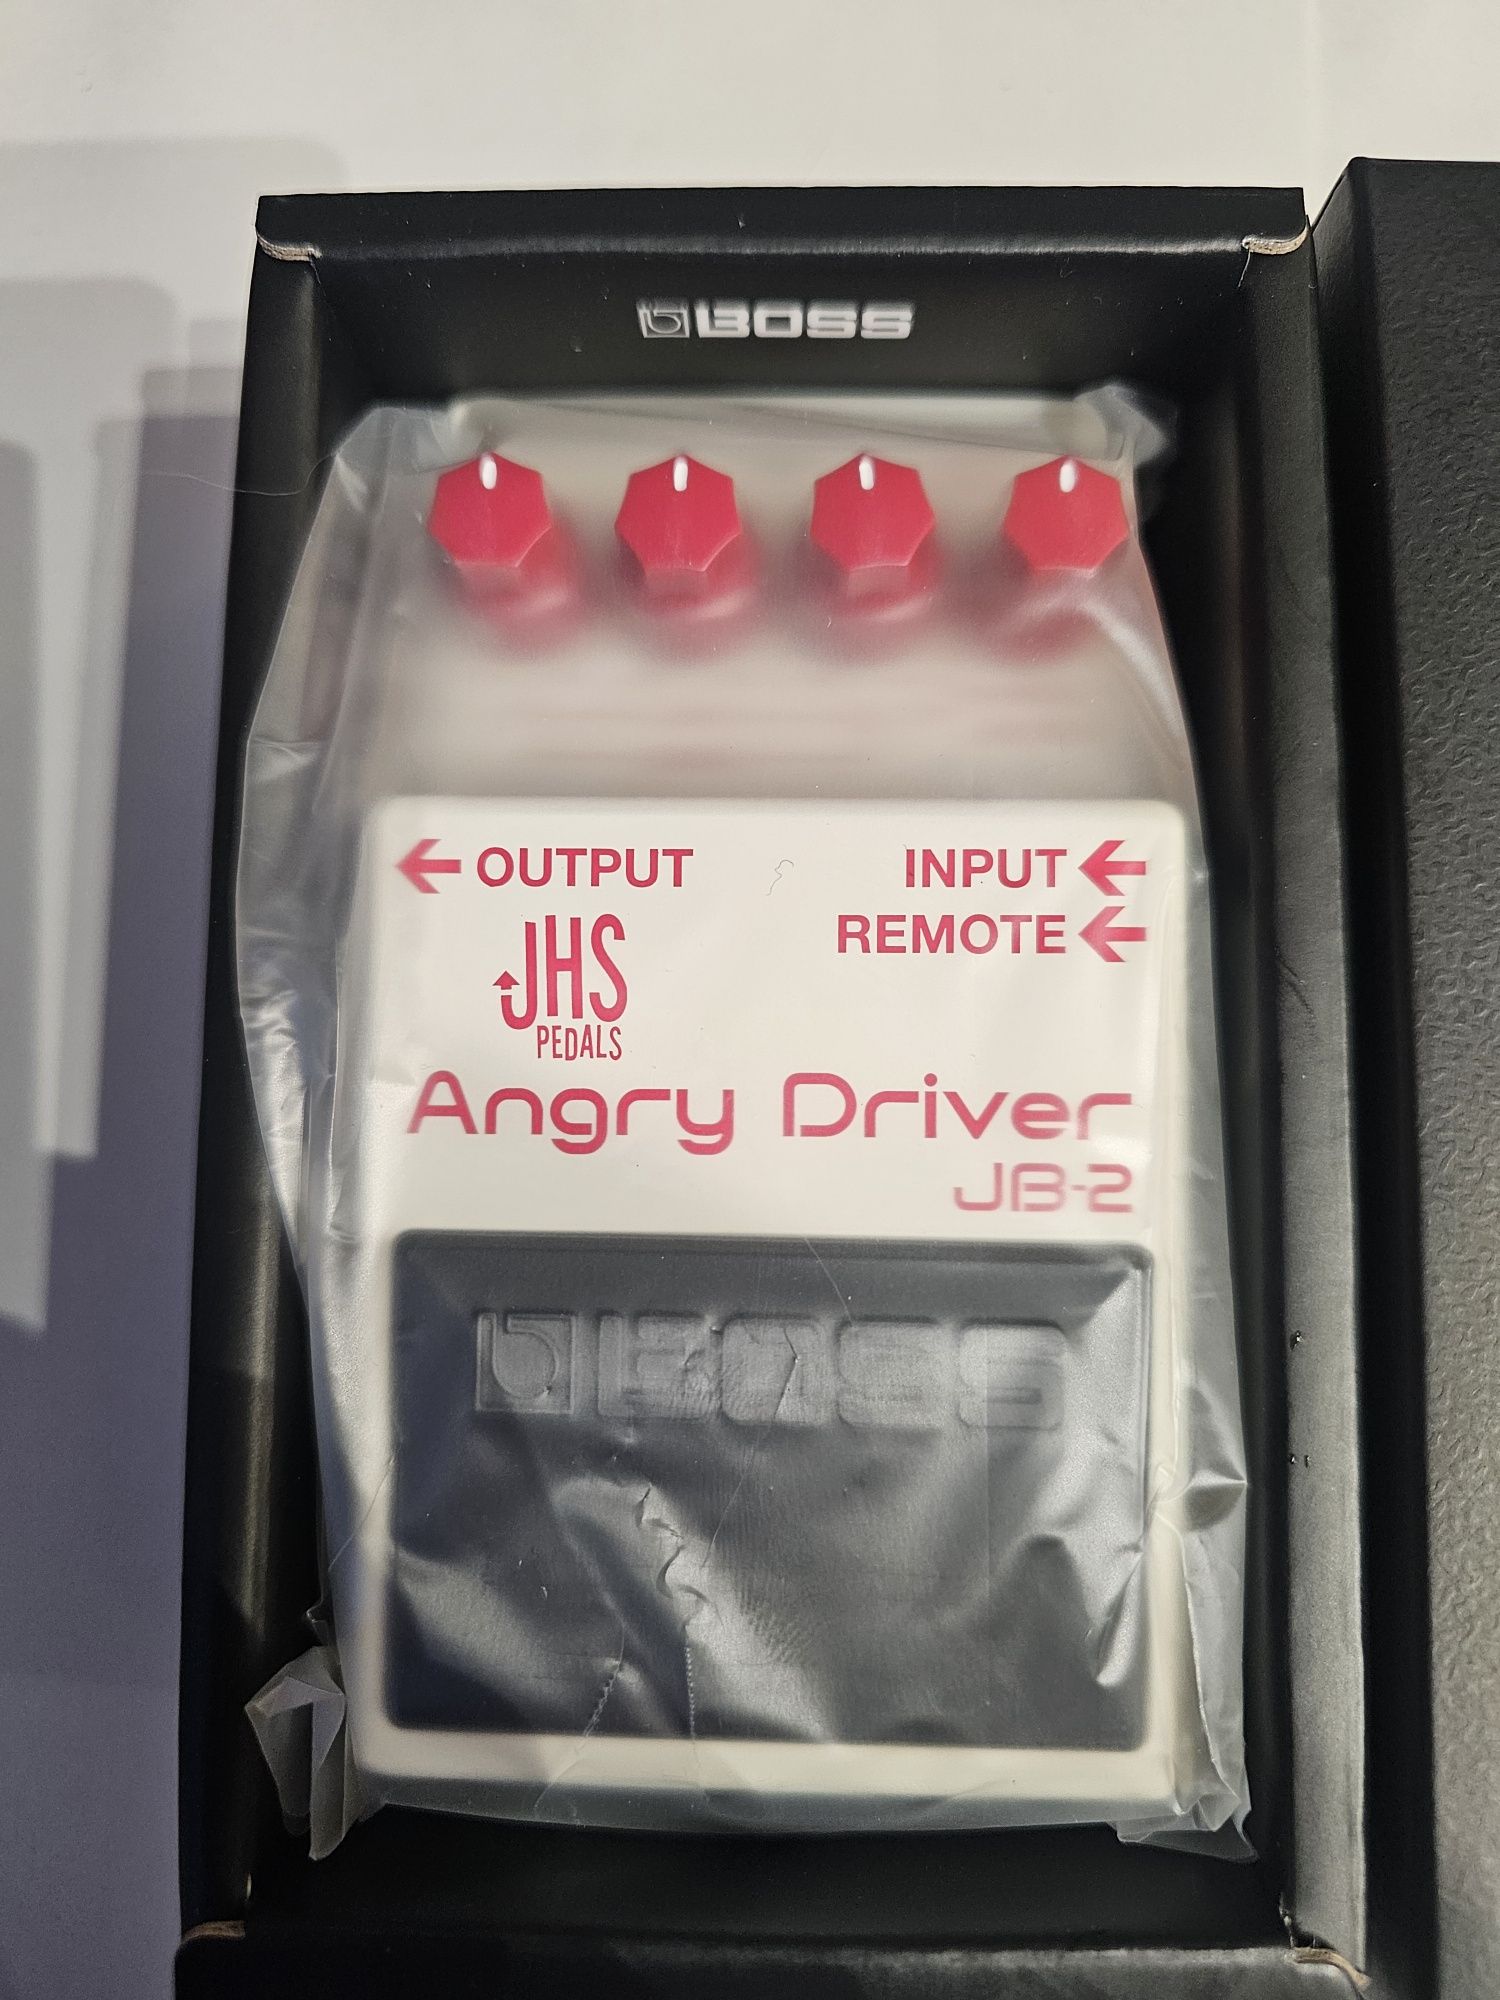 BOSS
← OUTPUT
INPUT ←
REMOTE ←
JHS
PEDALS
Angry Driver
JB-2
BOSS